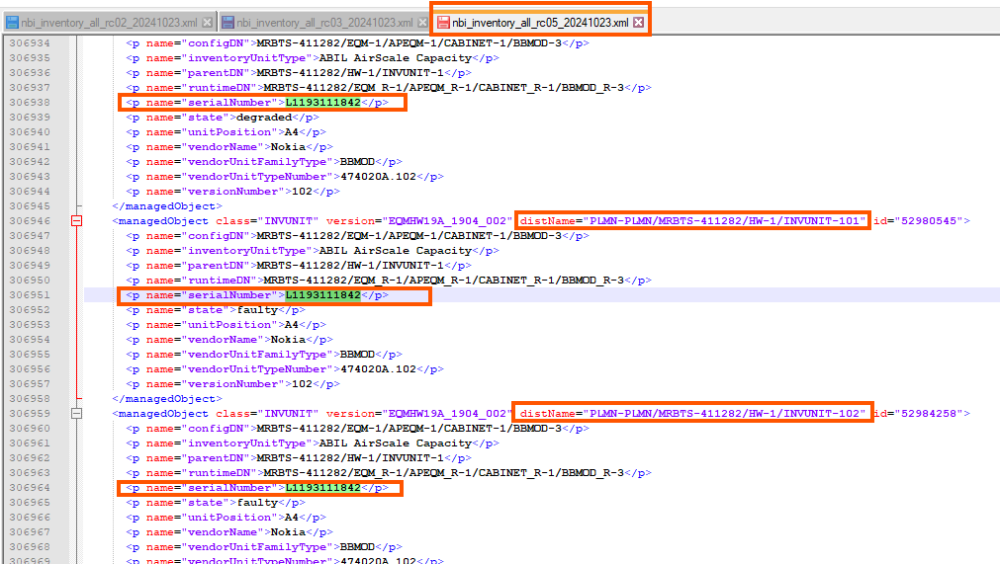 nbi_inventory_all_rc02_20241023.xml nbi_inventory_all_rc03_20241023.xml nbi_inventory_all_rc05_20241023.xml
306934 <p name="configDN">MRBTS-411282/EQM-1/APEQM-1/CABINET-1/BBMOD-3</p>
306935 <p name="inventoryUnitType">ABIL AirScale Capacity</p>
306936 <p name="parentDN">MRBTS-411282/HW-1/INVUNIT-1</p>
306937 <p name="runtimeDN">MRBTS-411282/EQM_R-1/APEQM_R-1/CABINET_R-1/BBMOD_R-3</p>
306938 <p name="serialNumber">L1193111842</p>
306939 <p name="state">degraded</p>
306940 <p name="unitPosition">A4</p>
306941 <p name="vendorName">Nokia</p>
306942 <p name="vendorUnitFamilyType">BBMOD</p>
306943 <p name="vendorUnitTypeNumber">474020A.102</p>
306944 <p name="versionNumber">102</p>
306945 </managedObject>
306946 <managedObject class="INVUNIT" version="EQMHW19A_1904_002" distName="PLMN-PLMN/MRBTS-411282/HW-1/INVUNIT-101" id="52980545">
306947 <p name="configDN">MRBTS-411282/EQM-1/APEQM-1/CABINET-1/BBMOD-3</p>
306948 <p name="inventoryUnitType">ABIL AirScale Capacity</p>
306949 <p name="parentDN">MRBTS-411282/HW-1/INVUNIT-1</p>
306950 <p name="runtimeDN">MRBTS-411282/EQM_R-1/APEQM_R-1/CABINET_R-1/BBMOD_R-3</p>
306951 <p name="serialNumber">L1193111842</p>
306952 <p name="state">faulty</p>
306953 <p name="unitPosition">A4</p>
306954 <p name="vendorName">Nokia</p>
306955 <p name="vendorUnitFamilyType">BBMOD</p>
306956 <p name="vendorUnitTypeNumber">474020A.102</p>
306957 <p name="versionNumber">102</p>
306958 </managedObject>
306959 <managedObject class="INVUNIT" version="EQMHW19A_1904_002" distName="PLMN-PLMN/MRBTS-411282/HW-1/INVUNIT-102" id="52984258">
306960 <p name="configDN">MRBTS-411282/EQM-1/APEQM-1/CABINET-1/BBMOD-3</p>
306961 <p name="inventoryUnitType">ABIL AirScale Capacity</p>
306962 <p name="parentDN">MRBTS-411282/HW-1/INVUNIT-1</p>
306963 <p name="runtimeDN">MRBTS-411282/EQM_R-1/APEQM_R-1/CABINET_R-1/BBMOD_R-3</p>
306964 <p name="serialNumber">L1193111842</p>
306965 <p name="state">faulty</p>
306966 <p name="unitPosition">A4</p>
306967 <p name="vendorName">Nokia</p>
306968 <p name="vendorUnitFamilyType">BBMOD</p>
306969 <p name="vendorUnitTypeNumber">474020A.102</p>